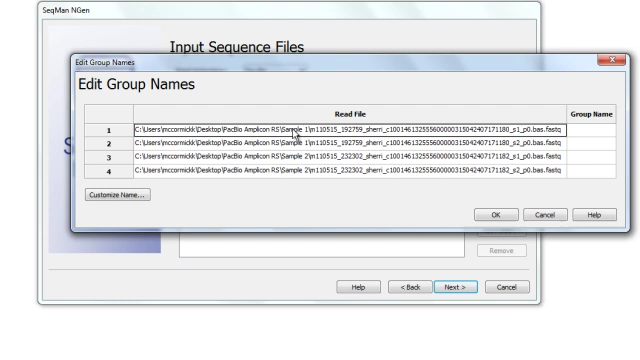 SeqMan NGen
Input Sequence Files
Edit Group Names
Edit Group Names
Read File Group Name
1 C:\Users\mccormickk\Desktop\PacBio Amplicon RS\Sample 1\m110515_192759_sherri_c100146132555600000315042407171180_s1_p0.bas.fastq
2 C:\Users\mccormickk\Desktop\PacBio Amplicon RS\Sample 1\m110515_192759_sherri_c100146132555600000315042407171180_s2_p0.bas.fastq
3 C:\Users\mccormickk\Desktop\PacBio Amplicon RS\Sample 2\m110515_232302_sherri_c100146132555600000315042407171182_s1_p0.bas.fastq
4 C:\Users\mccormickk\Desktop\PacBio Amplicon RS\Sample 2\m110515_232302_sherri_c100146132555600000315042407171182_s2_p0.bas.fastq
Customize Name...
OK Cancel Help
Remove
Help < Back Next > Cancel